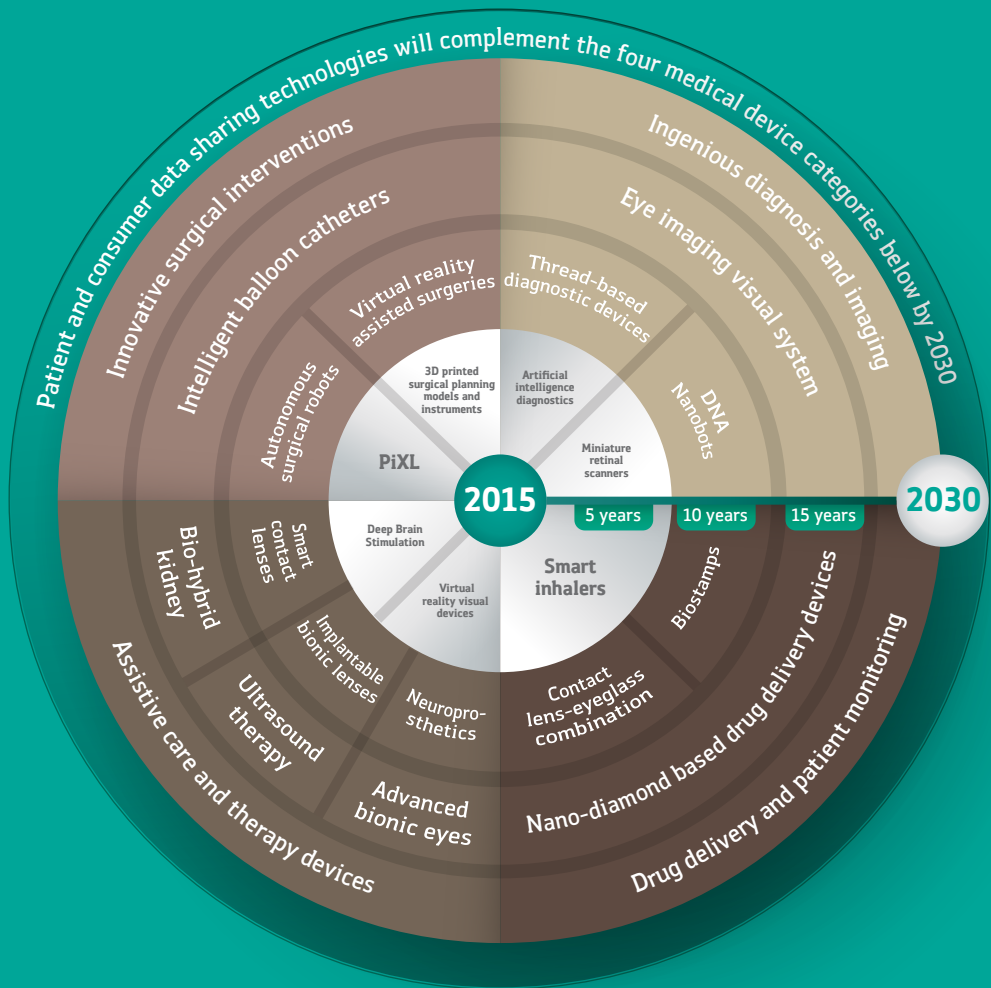 Patient and consumer data sharing technologies will complement the four medical device categories below by 2030
Innovative surgical interventions
Intelligent balloon catheters
Virtual reality
assisted surgeries
Autonomous
surgical robots
3D printed
surgical planning
models and
instruments
PiXL
Ingenious diagnosis and imaging
Eye imaging visual system
Thread-based
diagnostic devices
DNA
Nanobots
Artificial
intelligence
diagnostics
Miniature
retinal
scanners
2015
5 years
10 years
15 years
2030
Deep Brain
Stimulation
Virtual
reality visual
devices
Smart
contact
lenses
Implantable
bionic lenses
Neuropro-
sthetics
Bio-hybrid
kidney
Ultrasound
therapy
Advanced
bionic eyes
Assistive care and therapy devices
Smart
inhalers
Biostamps
Contact
lens-eyeglass
combination
Nano-diamond based drug delivery devices
Drug delivery and patient monitoring